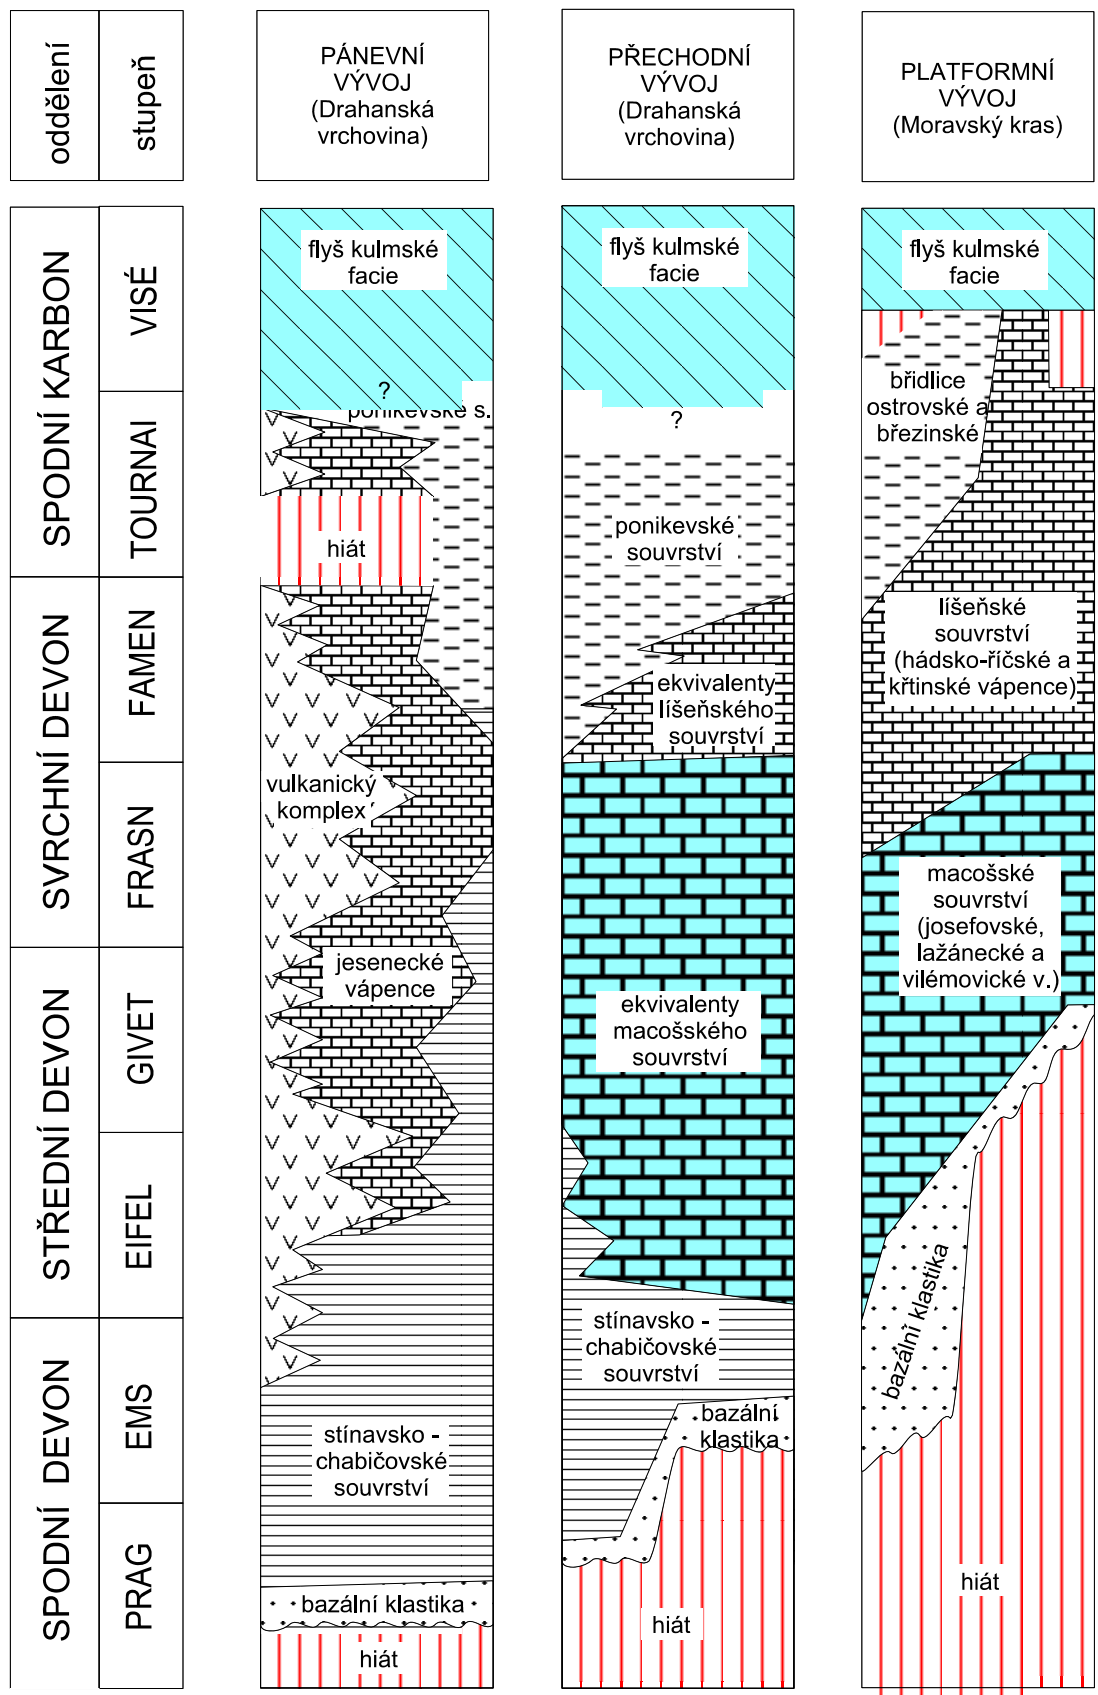 oddělení
stupeň
PÁNEVNÍ
VÝVOJ
(Drahanská
vrchovina)
PŘECHODNÍ
VÝVOJ
(Drahanská
vrchovina)
PLATFORMNÍ
VÝVOJ
(Moravský kras)
SPODNÍ KARBON
SVRCHNÍ DEVON
STŘEDNÍ DEVON
SPODNÍ DEVON
VISÉ
TOURNAI
FAMEN
FRASN
GIVET
EIFEL
EMS
PRAG
flyš kulmské
facie
?
ponikevské s.
hiát
vulkanický
komplex
jesenecké
vápence
stínavsko -
chabičovské
souvrství
bazální klastika
hiát
flyš kulmské
facie
?
ponikevské
souvrství
ekvivalenty
líšeňského
souvrství
ekvivalenty
macošského
souvrství
stínavsko -
chabičovské
souvrství
bazální
klastika
hiát
flyš kulmské
facie
břidlice
ostrovské a
březinské
líšeňské
souvrství
(hádsko-říčské a
křtinské vápence)
macošské
souvrství
(josefovské,
lažánecké a
vilémovické v.)
bazální klastika
hiát